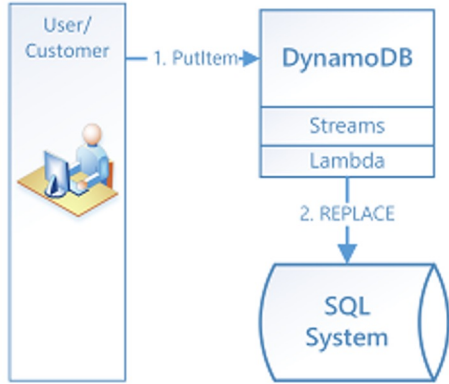 User/
Customer
1. PutItem
DynamoDB
Streams
Lambda
2. REPLACE
SQL
System